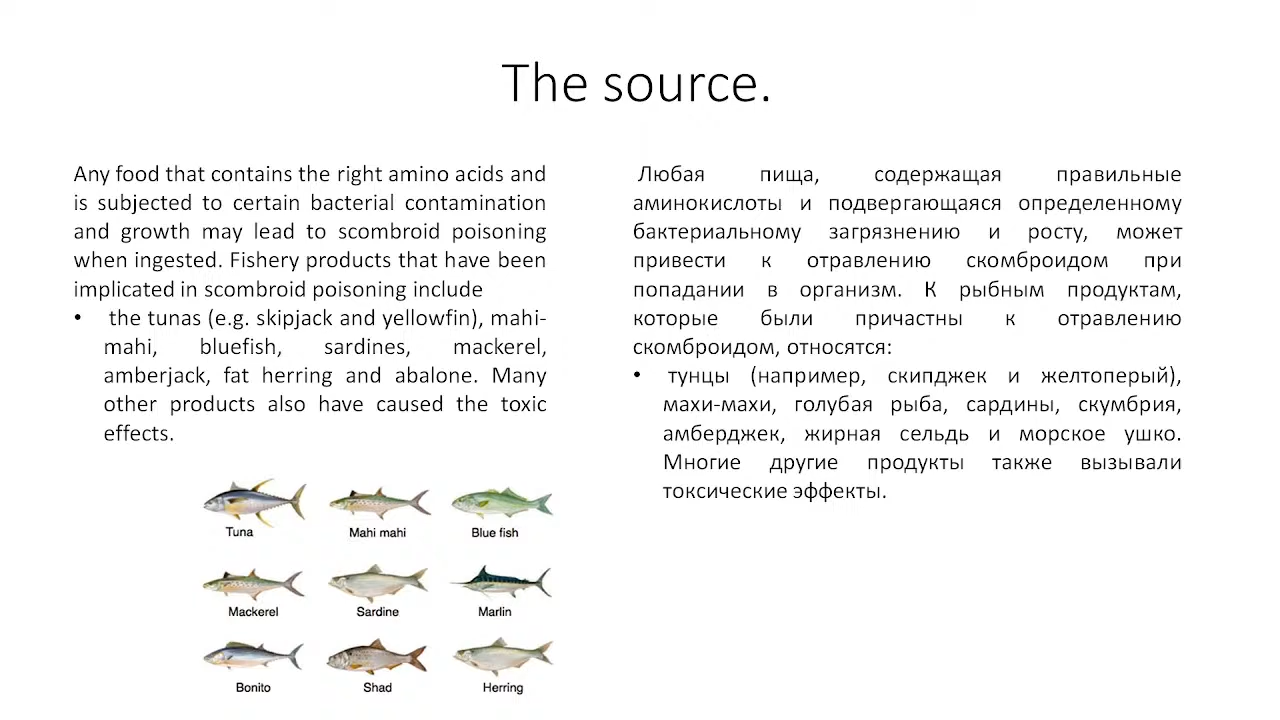 The source.
Any food that contains the right amino acids and
is subjected to certain bacterial contamination
and growth may lead to scombroid poisoning
when ingested. Fishery products that have been
implicated in scombroid poisoning include
• the tunas (e.g. skipjack and yellowfin), mahi-
mahi, bluefish, sardines, mackerel,
amberjack, fat herring and abalone. Many
other products also have caused the toxic
effects.
Любая пища, содержащая правильные
аминокислоты и подвергающаяся определенному
бактериальному загрязнению и росту, может
привести к отравлению скомброидом при
попадании в организм. К рыбным продуктам,
которые были причастны к отравлению
скомброидом, относятся:
• тунцы (например, скипджек и желтоперый),
махи-махи, голубая рыба, сардины, скумбрия,
амберджек, жирная сельдь и морское ушко.
Многие другие продукты также вызывали
токсические эффекты.
Tuna Mahi mahi Blue fish
Mackerel Sardine Marlin
Bonito Shad Herring